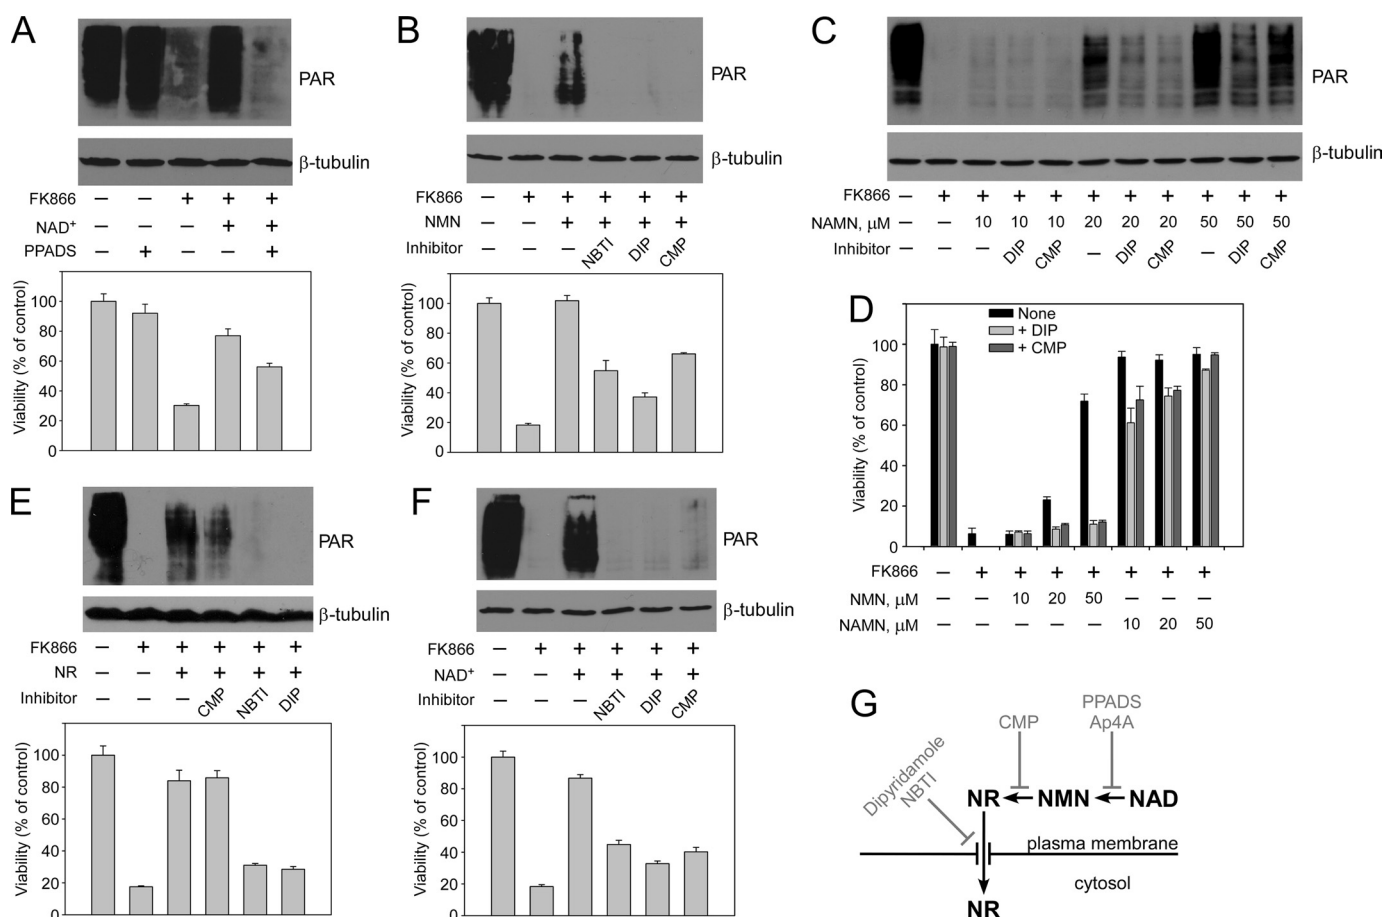 A
PAR
β-tubulin
FK866 – – + + +
NAD⁺ – – – + +
PPADS – + – – +
Viability (% of control)
100
80
60
40
20
0
B
PAR
β-tubulin
FK866 – + + + + +
NMN – – + + + +
Inhibitor – – – NBTI DIP CMP
Viability (% of control)
100
80
60
40
20
0
C
PAR
β-tubulin
FK866 – + + + + + + + + + +
NAMN, μM – – 10 10 10 20 20 20 50 50 50
Inhibitor – – – DIP CMP – DIP CMP – DIP CMP
D
None
+ DIP
+ CMP
Viability (% of control)
100
80
60
40
20
0
FK866 – + + + + + + +
NMN, μM – – 10 20 50 – – –
NAMN, μM – – – – – 10 20 50
E
PAR
β-tubulin
FK866 – + + + + +
NR – – + + + +
Inhibitor – – – CMP NBTI DIP
Viability (% of control)
100
80
60
40
20
0
F
PAR
β-tubulin
FK866 – + + + + +
NAD⁺ – – + + + +
Inhibitor – – – NBTI DIP CMP
Viability (% of control)
100
80
60
40
20
0
G
PPADS
CMP Ap4A
Dipyridamole
NBTI
NR NMN NAD
plasma membrane
cytosol
NR